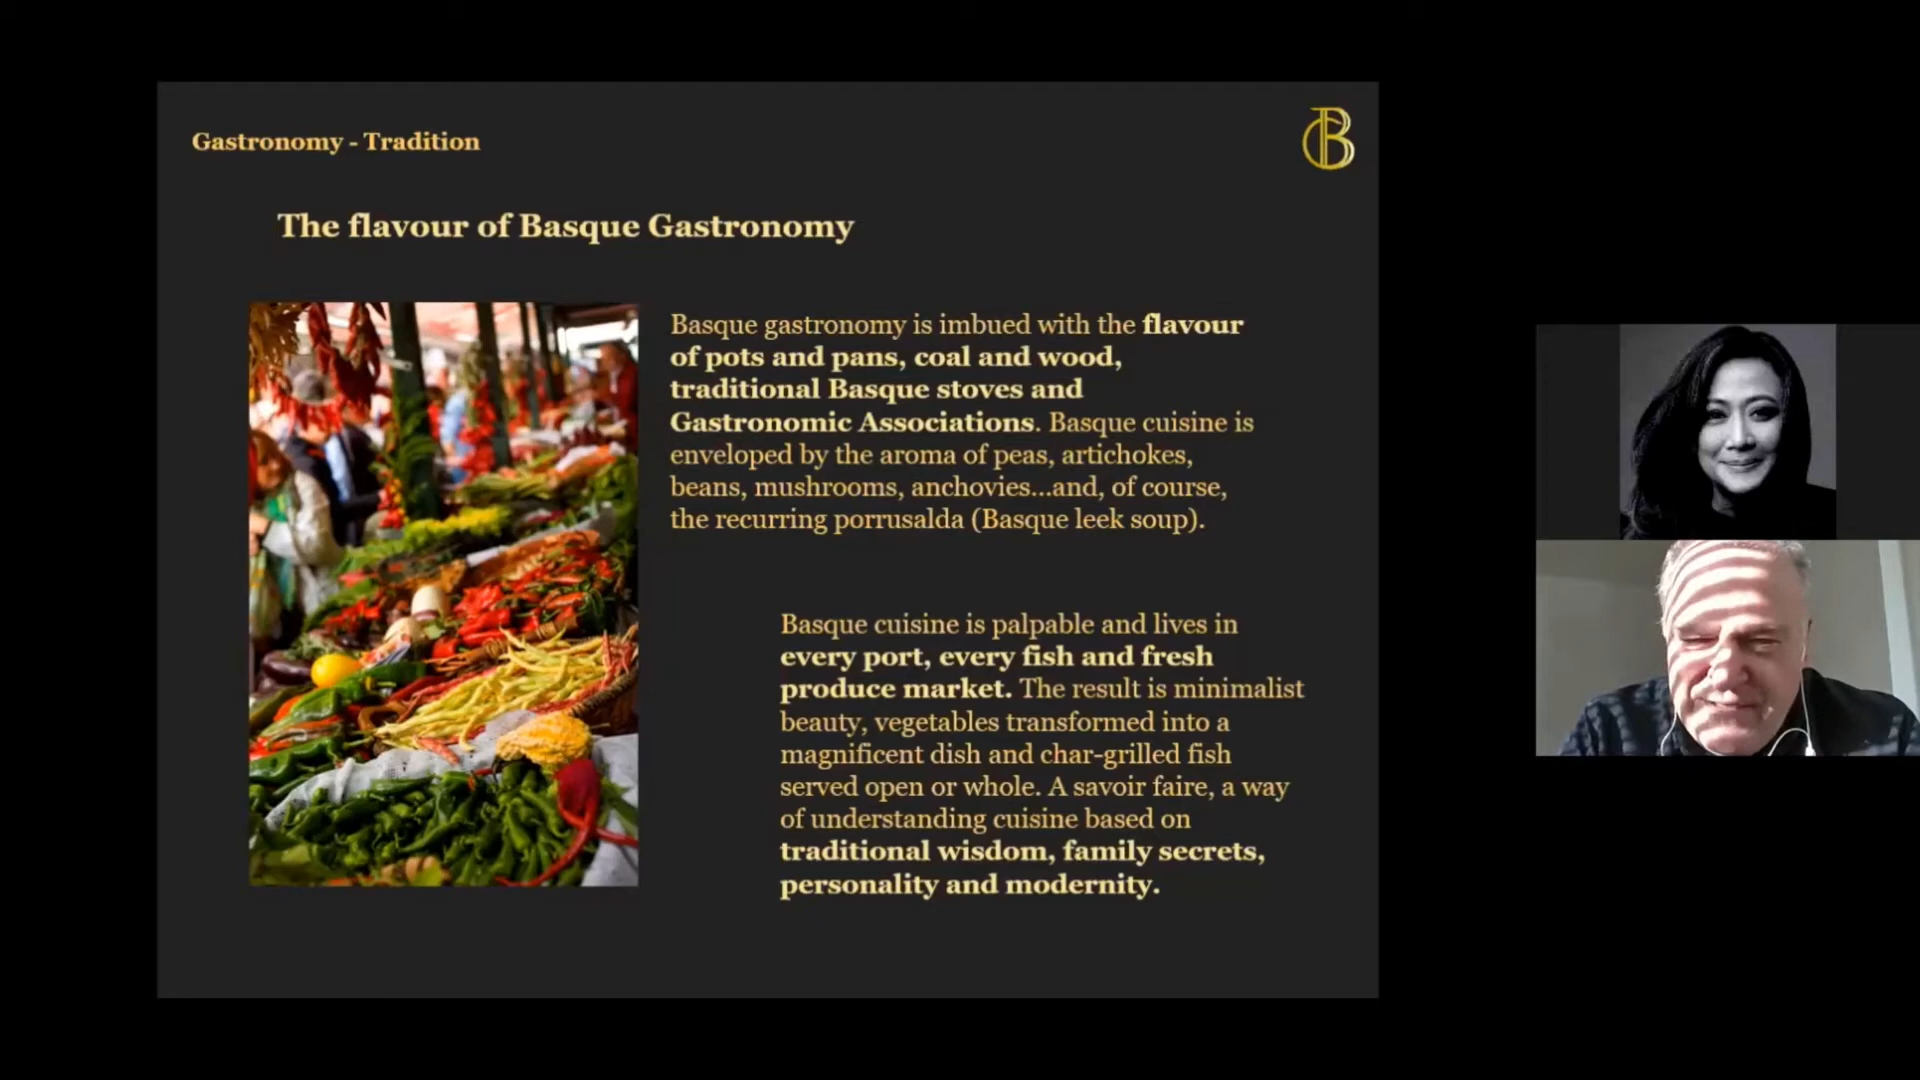 Gastronomy - Tradition
The flavour of Basque Gastronomy
Basque gastronomy is imbued with the flavour
of pots and pans, coal and wood,
traditional Basque stoves and
Gastronomic Associations. Basque cuisine is
enveloped by the aroma of peas, artichokes,
beans, mushrooms, anchovies...and, of course,
the recurring porrusalda (Basque leek soup).
Basque cuisine is palpable and lives in
every port, every fish and fresh
produce market. The result is minimalist
beauty, vegetables transformed into a
magnificent dish and char-grilled fish
served open or whole. A savoir faire, a way
of understanding cuisine based on
traditional wisdom, family secrets,
personality and modernity.